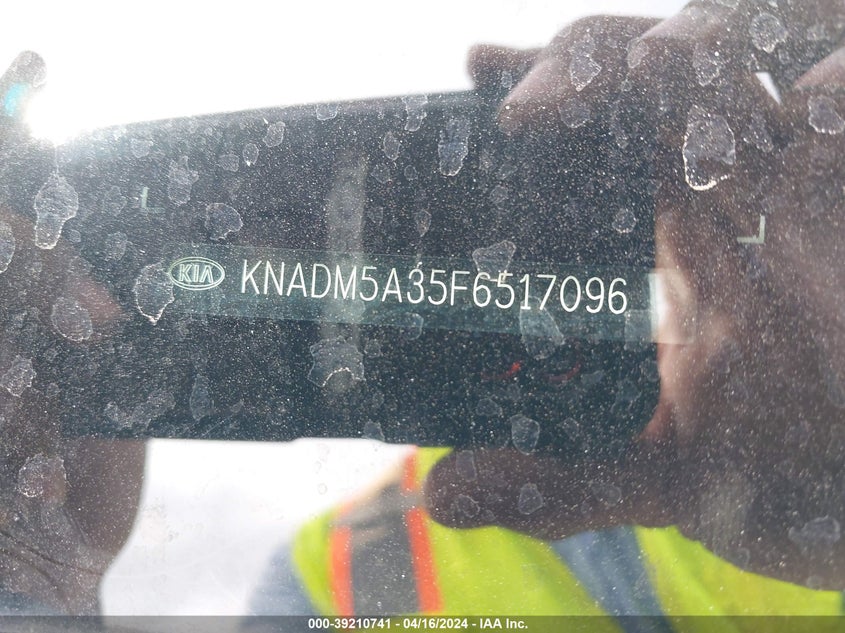 KIA KNADM5A35F6517096
000-39210741 - 04/16/2024 - IAA Inc.